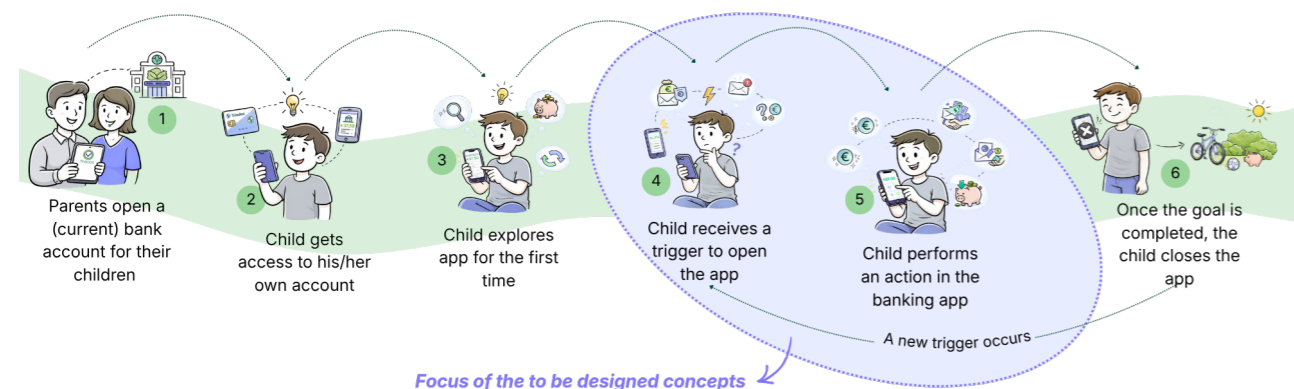 1
Parents open a
(current) bank
account for their
children
2
Child gets
access to his/her
own account
3
Child explores
app for the first
time
4
Child receives a
trigger to open
the app
5
Child performs
an action in the
banking app
6
Once the goal is
completed, the
child closes the
app
A new trigger occurs
Focus of the to be designed concepts